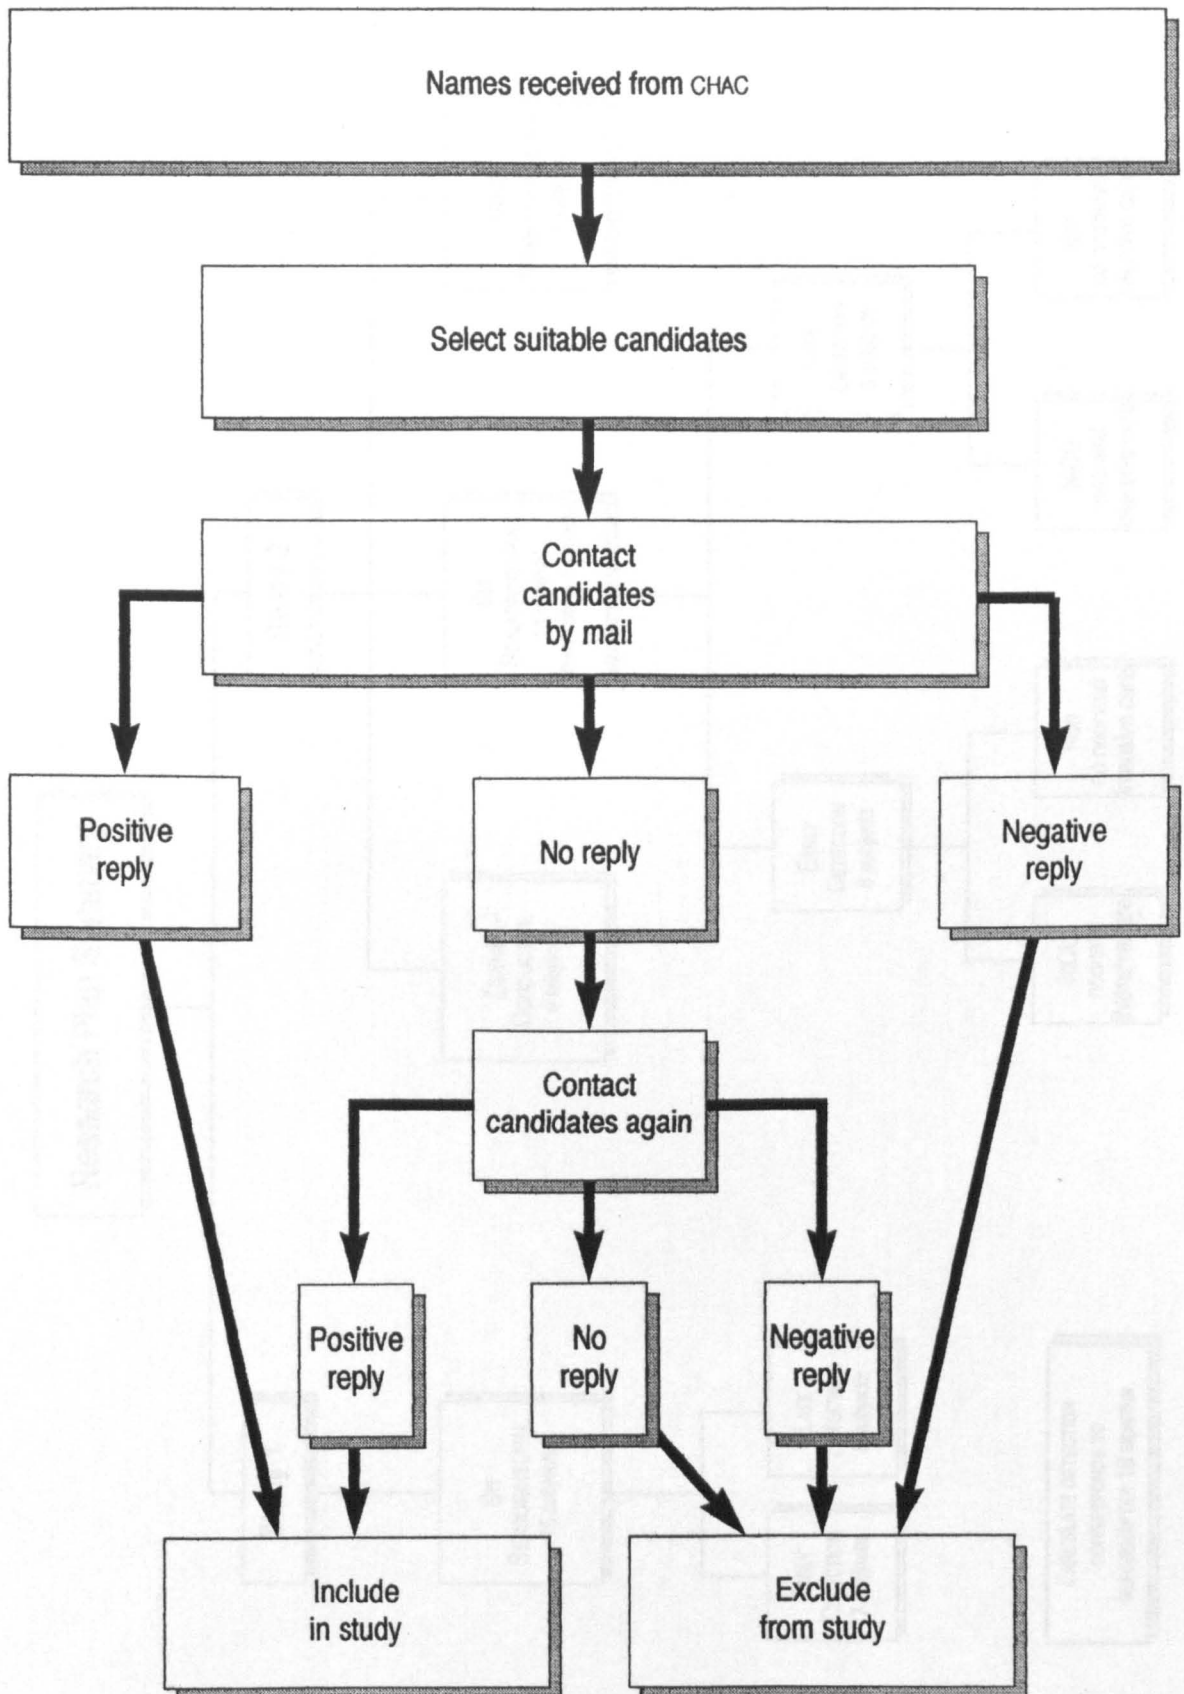 Names received from CHAC
Select suitable candidates
Contact
candidates
by mail
Positive
reply
No reply
Negative
reply
Contact
candidates again
Positive
reply
No
reply
Negative
reply
Include
in study
Exclude
from study